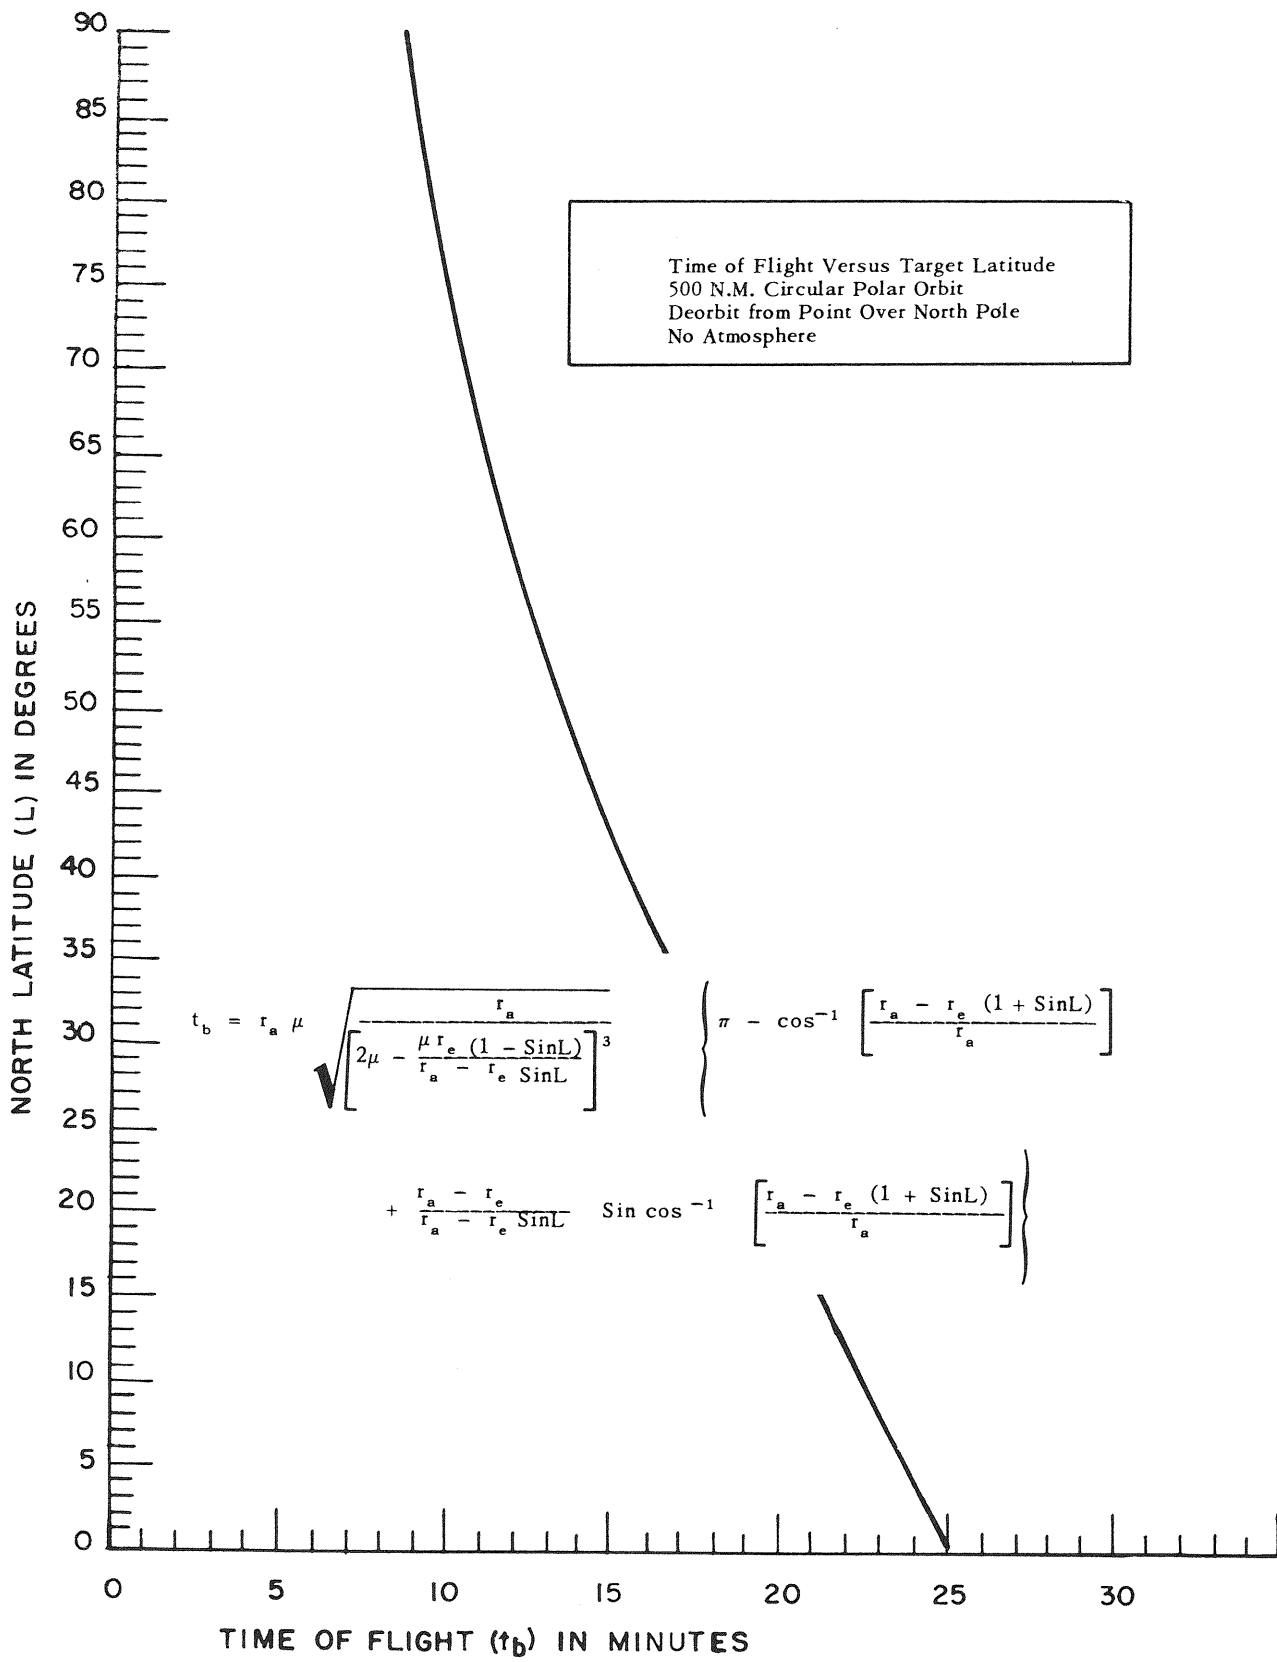 90
85
80
75
70
65
60
55
50
45
40
35
30
25
20
15
10
5
0
NORTH LATITUDE (L) IN DEGREES
Time of Flight Versus Target Latitude
500 N.M. Circular Polar Orbit
Deorbit from Point Over North Pole
No Atmosphere
t_b = r_a μ √( r_a / [2μ − μ r_e (1 − SinL) / (r_a − r_e SinL)]^3 ) { π − cos^−1 [ (r_a − r_e (1 + SinL)) / r_a ]
+ (r_a − r_e) / (r_a − r_e SinL) Sin cos^−1 [ (r_a − r_e (1 + SinL)) / r_a ] }
0 5 10 15 20 25 30
TIME OF FLIGHT (t_b) IN MINUTES